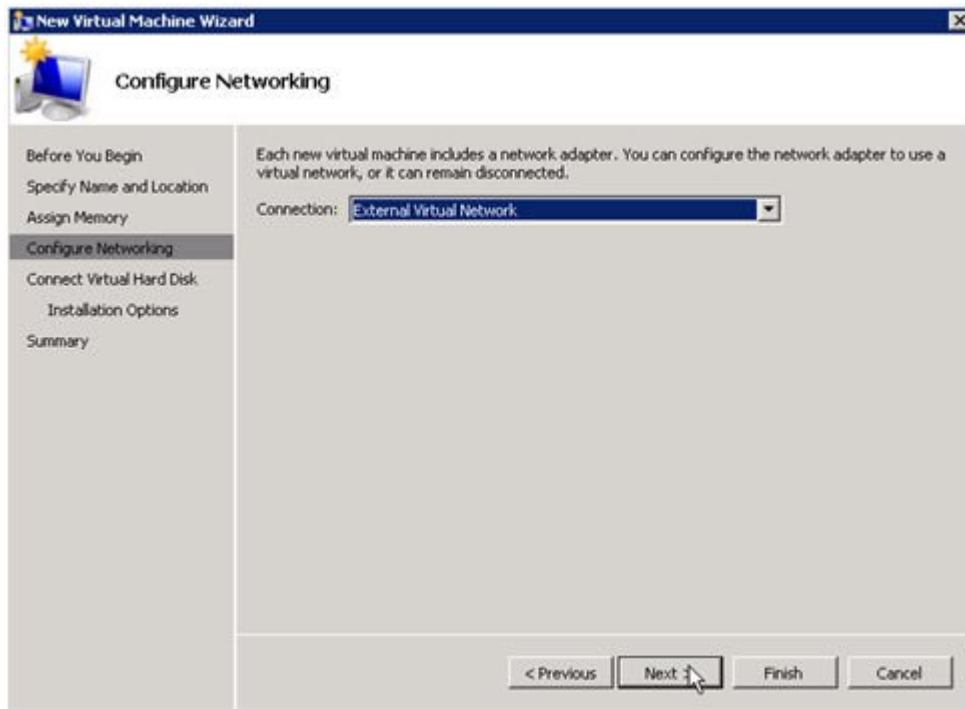 New Virtual Machine Wizard
Configure Networking
Before You Begin
Specify Name and Location
Assign Memory
Configure Networking
Connect Virtual Hard Disk
Installation Options
Summary
Each new virtual machine includes a network adapter. You can configure the network adapter to use a
virtual network, or it can remain disconnected.
Connection: External Virtual Network
< Previous
Next >
Finish
Cancel